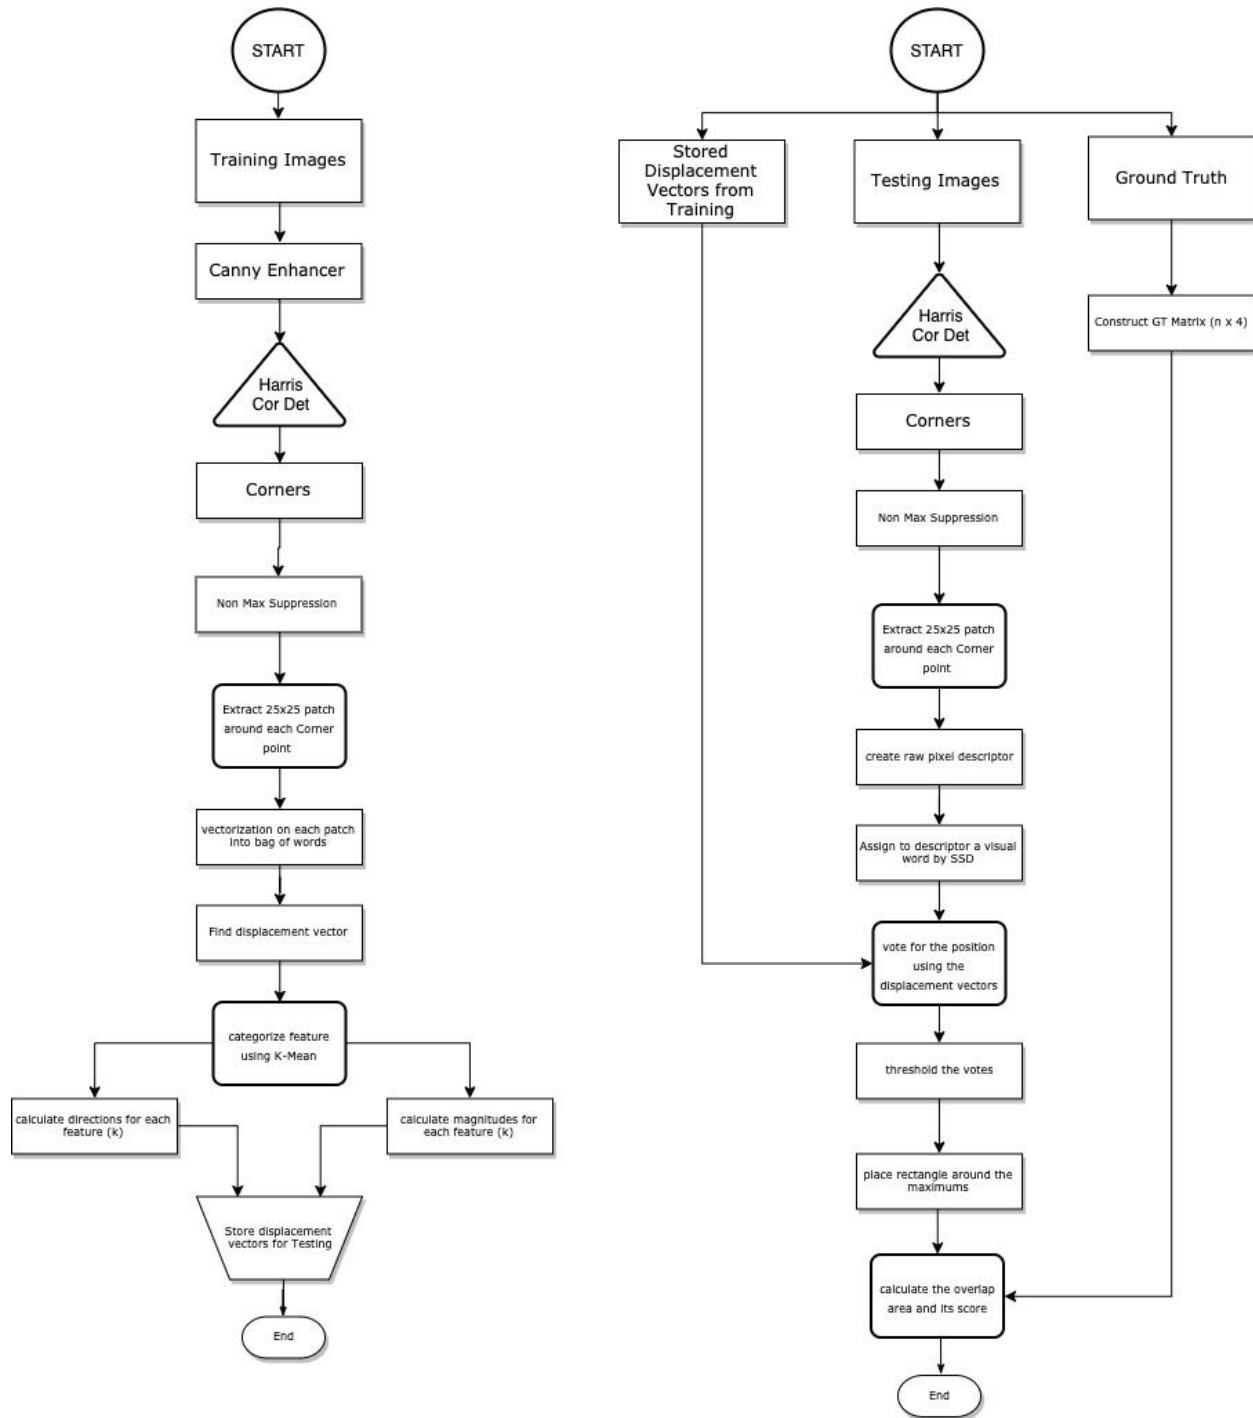 START
Training Images
Canny Enhancer
Harris
Cor Det
Corners
Non Max Suppression
Extract 25x25 patch
around each Corner
point
vectorization on each patch
into bag of words
Find displacement vector
categorize feature
using K-Mean
calculate directions for each
feature (k)
calculate magnitudes for
each feature (k)
Store displacement
vectors for Testing
End
START
Stored
Displacement
Vectors from
Training
Testing Images
Ground Truth
Harris
Cor Det
Construct GT Matrix (n x 4)
Corners
Non Max Suppression
Extract 25x25 patch
around each Corner
point
create raw pixel descriptor
Assign to descriptor a visual
word by SSD
vote for the position
using the
displacement vectors
threshold the votes
place rectangle around the
maximums
calculate the overlap
area and its score
End